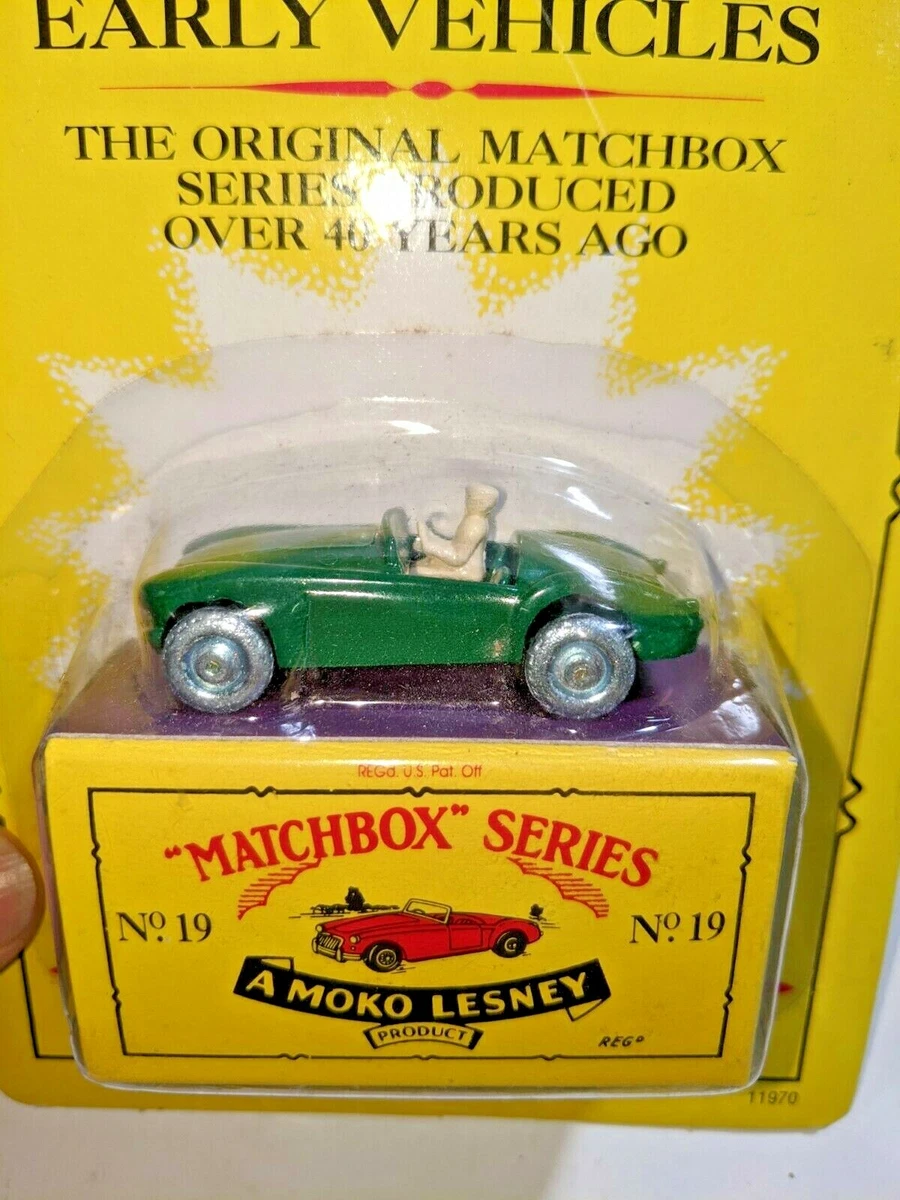 EARLY VEHICLES
THE ORIGINAL MATCHBOX
SERIES PRODUCED
OVER 40 YEARS AGO
REGd. U.S. Pat. Off
"MATCHBOX" SERIES
Nº. 19
Nº. 19
A MOKO LESNEY
PRODUCT
REGD
11970